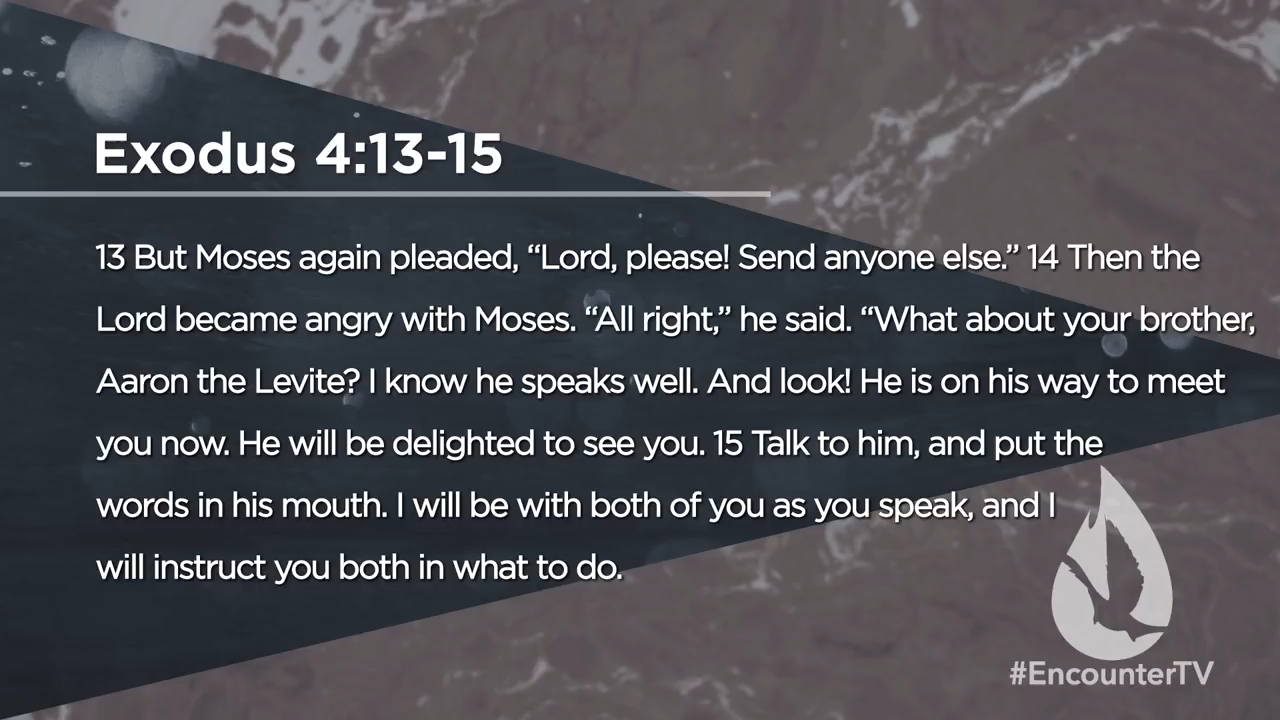 Exodus 4:13-15
13 But Moses again pleaded, “Lord, please! Send anyone else.” 14 Then the
Lord became angry with Moses. “All right,” he said. “What about your brother,
Aaron the Levite? I know he speaks well. And look! He is on his way to meet
you now. He will be delighted to see you. 15 Talk to him, and put the
words in his mouth. I will be with both of you as you speak, and I
will instruct you both in what to do.
#EncounterTV